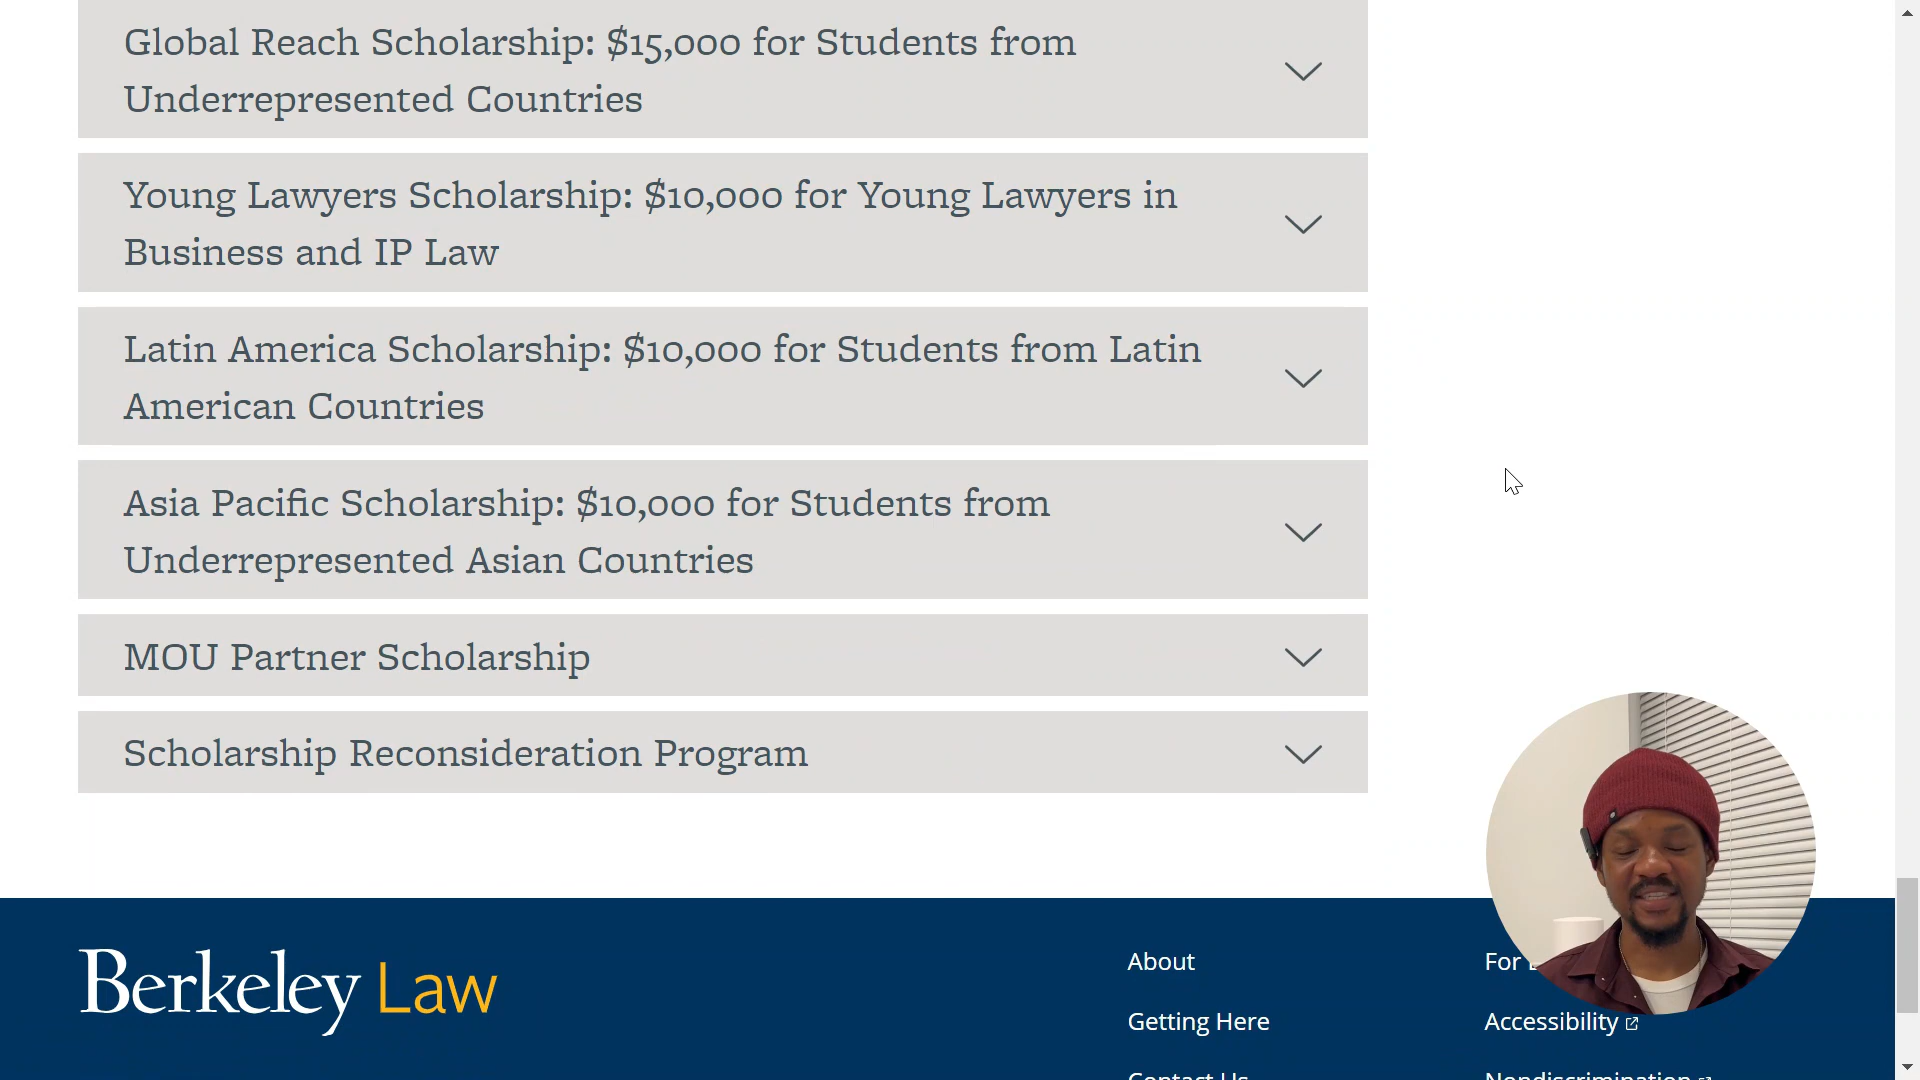 Global Reach Scholarship: $15,000 for Students from
Underrepresented Countries
Young Lawyers Scholarship: $10,000 for Young Lawyers in
Business and IP Law
Latin America Scholarship: $10,000 for Students from Latin
American Countries
Asia Pacific Scholarship: $10,000 for Students from
Underrepresented Asian Countries
MOU Partner Scholarship
Scholarship Reconsideration Program
Berkeley Law
About
For
Getting Here
Accessibility
Contact Us
Nondiscrimination